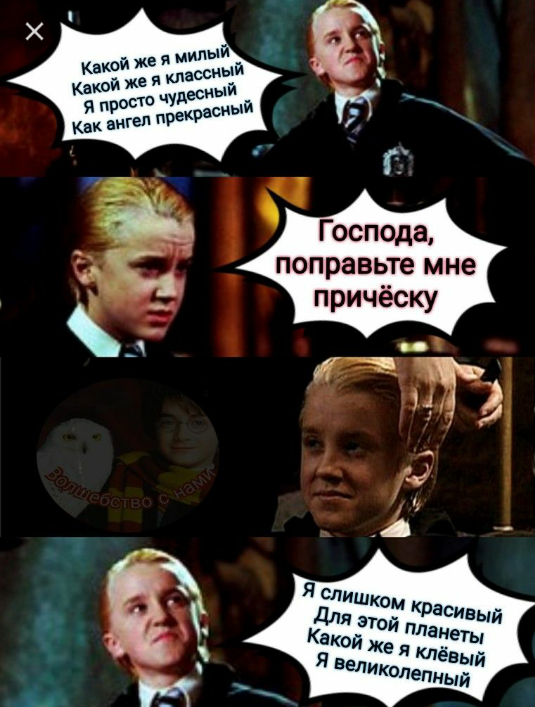 Какой же я милый
Какой же я классный
Я просто чудесный
Как ангел прекрасный
Господа,
поправьте мне
причёску
Волшебство с нами
Я слишком красивый
Для этой планеты
Какой же я клёвый
Я великолепный